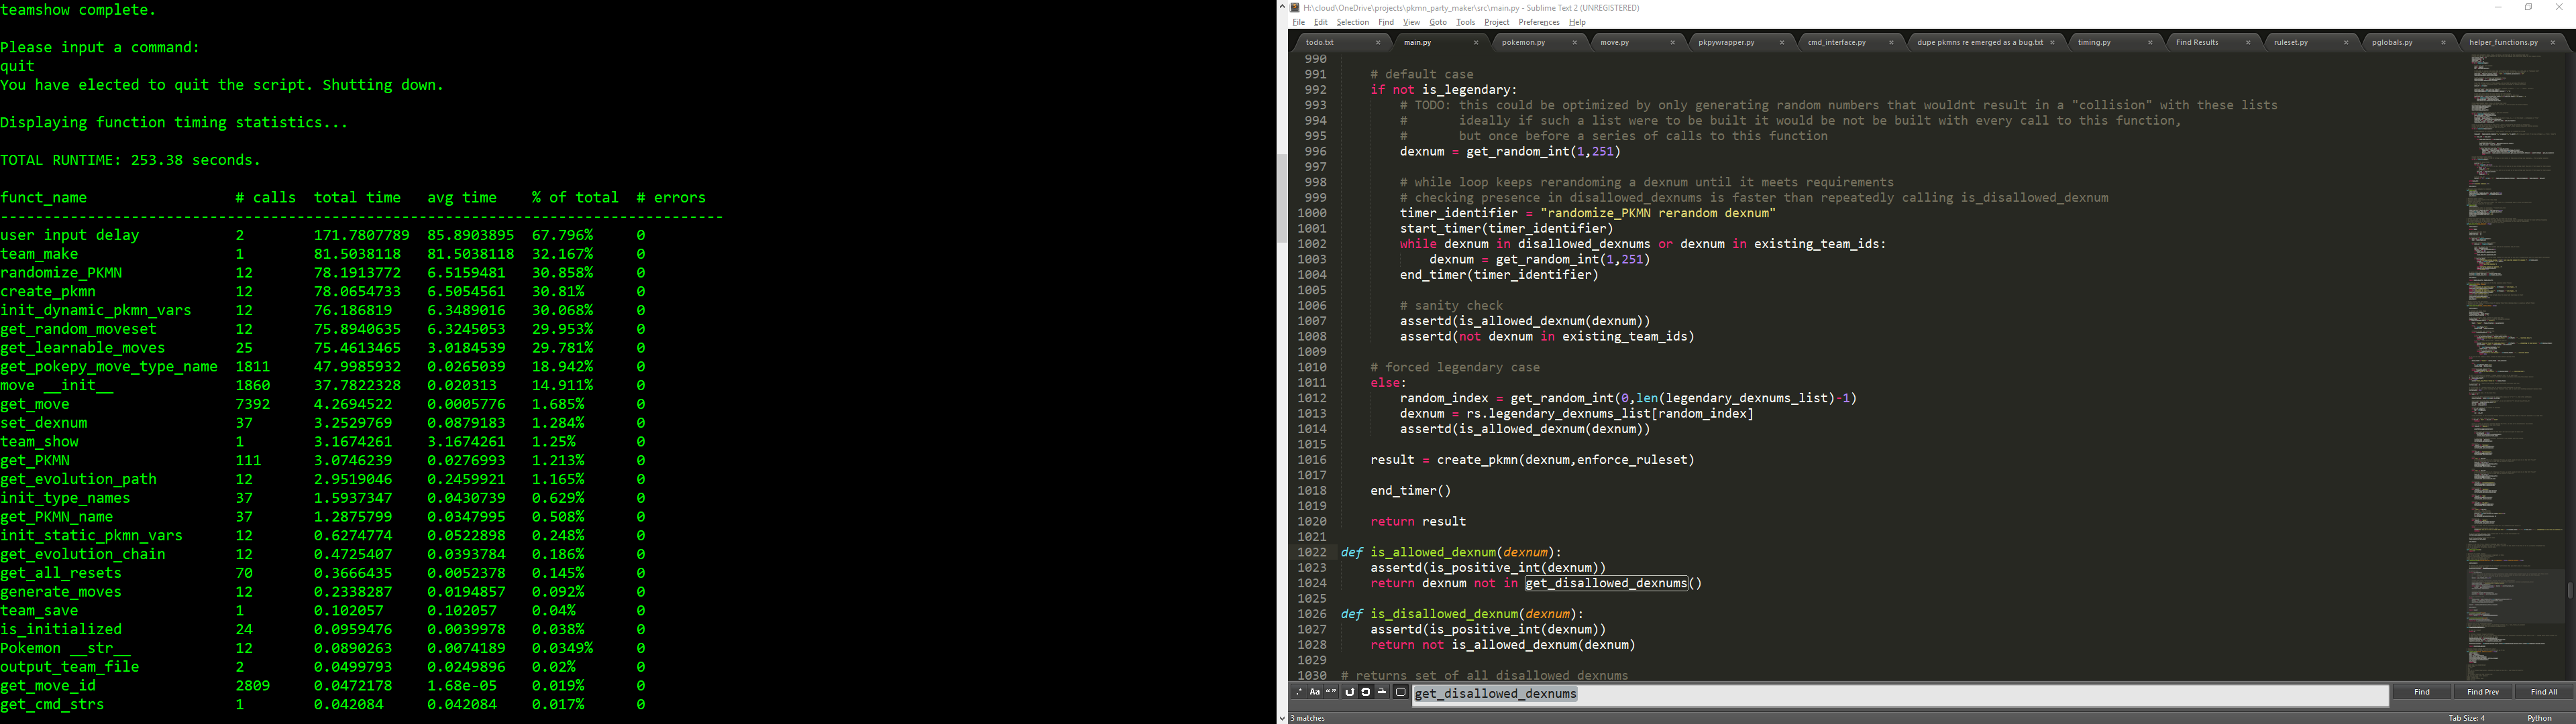 teamshow complete.
Please input a command:
quit
You have elected to quit the script. Shutting down.
Displaying function timing statistics...
TOTAL RUNTIME: 253.38 seconds.
funct_name # calls total time avg time % of total # errors
--------------------------------------------------------------------------------
user input delay 2 171.7807789 85.8903895 67.796% 0
team_make 1 81.5038118 81.5038118 32.167% 0
randomize_PKMN 12 78.1913772 6.5159481 30.858% 0
create_pkmn 12 78.0654733 6.5054561 30.81% 0
init_dynamic_pkmn_vars 12 76.186819 6.3489016 30.068% 0
get_random_moveset 12 75.8940635 6.3245053 29.953% 0
get_learnable_moves 25 75.4613465 3.0184539 29.781% 0
get_pokepy_move_type_name 1811 47.9985932 0.0265039 18.942% 0
move __init__ 1860 37.7822328 0.020313 14.911% 0
get_move 7392 4.2694522 0.0005776 1.685% 0
set_dexnum 37 3.2529769 0.0879183 1.284% 0
team_show 1 3.1674261 3.1674261 1.25% 0
get_PKMN 111 3.0746239 0.0276993 1.213% 0
get_evolution_path 12 2.9519046 0.2459921 1.165% 0
init_type_names 37 1.5937347 0.0430739 0.629% 0
get_PKMN_name 37 1.2875799 0.0347995 0.508% 0
init_static_pkmn_vars 12 0.6274774 0.0522898 0.248% 0
get_evolution_chain 12 0.4725407 0.0393784 0.186% 0
get_all_resets 70 0.3666435 0.0052378 0.145% 0
generate_moves 12 0.2338287 0.0194857 0.092% 0
team_save 1 0.102057 0.102057 0.04% 0
is_initialized 24 0.0959476 0.0039978 0.038% 0
Pokemon __str__ 12 0.0890263 0.0074189 0.0349% 0
output_team_file 2 0.0499793 0.0249896 0.02% 0
get_move_id 2809 0.0472178 1.68e-05 0.019% 0
get_cmd_strs 1 0.042084 0.042084 0.017% 0
H:\cloud\OneDrive\projects\pkmn_party_maker\src\main.py - Sublime Text 2 (UNREGISTERED)
File Edit Selection Find View Goto Tools Project Preferences Help
todo.txt main.py pokemon.py move.py pkpywrapper.py cmd_interface.py dupe pkmns re emerged as a bug.txt timing.py Find Results ruleset.py pglobals.py helper_functions.py
990
991 # default case
992 if not is_legendary:
993 # TODO: this could be optimized by only generating random numbers that wouldnt result in a "collision" with these lists
994 # ideally if such a list were to be built it would be not be built with every call to this function,
995 # but once before a series of calls to this function
996 dexnum = get_random_int(1,251)
997
998 # while loop keeps rerandoming a dexnum until it meets requirements
999 # checking presence in disallowed_dexnums is faster than repeatedly calling is_disallowed_dexnum
1000 timer_identifier = "randomize_PKMN rerandom dexnum"
1001 start_timer(timer_identifier)
1002 while dexnum in disallowed_dexnums or dexnum in existing_team_ids:
1003 dexnum = get_random_int(1,251)
1004 end_timer(timer_identifier)
1005
1006 # sanity check
1007 assertd(is_allowed_dexnum(dexnum))
1008 assertd(not dexnum in existing_team_ids)
1009
1010 # forced legendary case
1011 else:
1012 random_index = get_random_int(0,len(legendary_dexnums_list)-1)
1013 dexnum = rs.legendary_dexnums_list[random_index]
1014 assertd(is_allowed_dexnum(dexnum))
1015
1016 result = create_pkmn(dexnum,enforce_ruleset)
1017
1018 end_timer()
1019
1020 return result
1021
1022 def is_allowed_dexnum(dexnum):
1023 assertd(is_positive_int(dexnum))
1024 return dexnum not in get_disallowed_dexnums()
1025
1026 def is_disallowed_dexnum(dexnum):
1027 assertd(is_positive_int(dexnum))
1028 return not is_allowed_dexnum(dexnum)
1029
1030 # returns set of all disallowed dexnums
.* Aa "" get_disallowed_dexnums Find Find Prev Find All
3 matches Tab Size: 4 Python